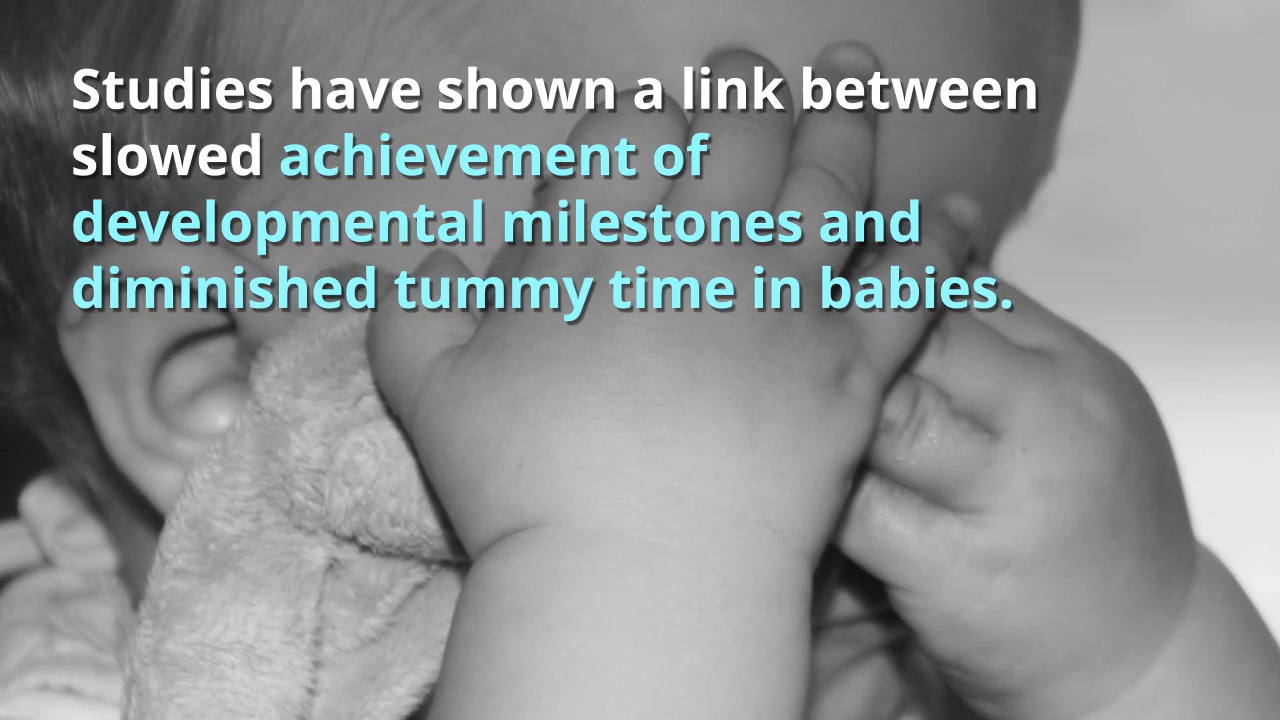 Studies have shown a link between
slowed achievement of
developmental milestones and
diminished tummy time in babies.